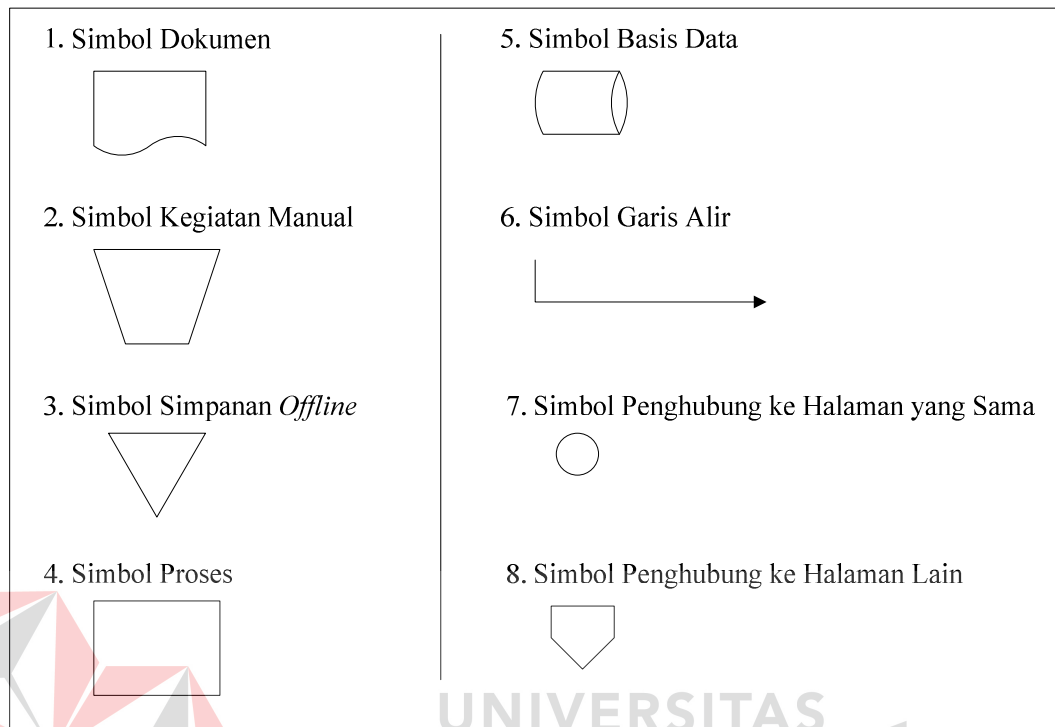 1. Simbol Dokumen
2. Simbol Kegiatan Manual
3. Simbol Simpanan Offline
4. Simbol Proses
5. Simbol Basis Data
6. Simbol Garis Alir
7. Simbol Penghubung ke Halaman yang Sama
8. Simbol Penghubung ke Halaman Lain
UNIVERSITAS